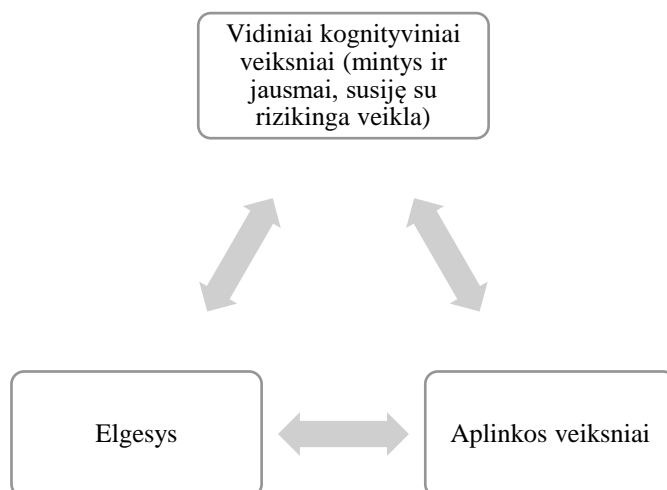 Vidiniai kognityviniai
veiksniai (mintys ir
jausmai, susiję su
rizikinga veikla)
Elgesys
Aplinkos veiksniai